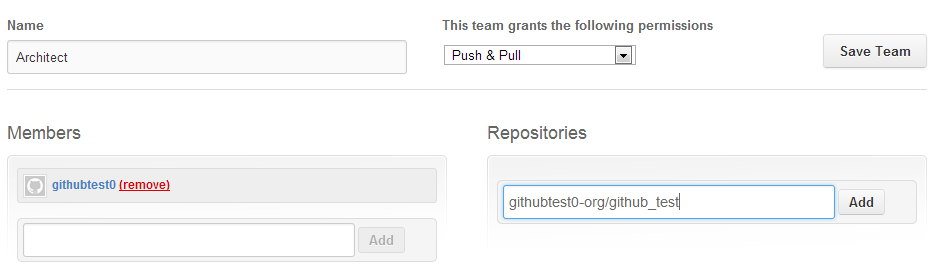 Name
This team grants the following permissions
Architect
Push & Pull
Save Team
Members
Repositories
githubtest0 (remove)
githubtest0-org/github_test
Add
Add